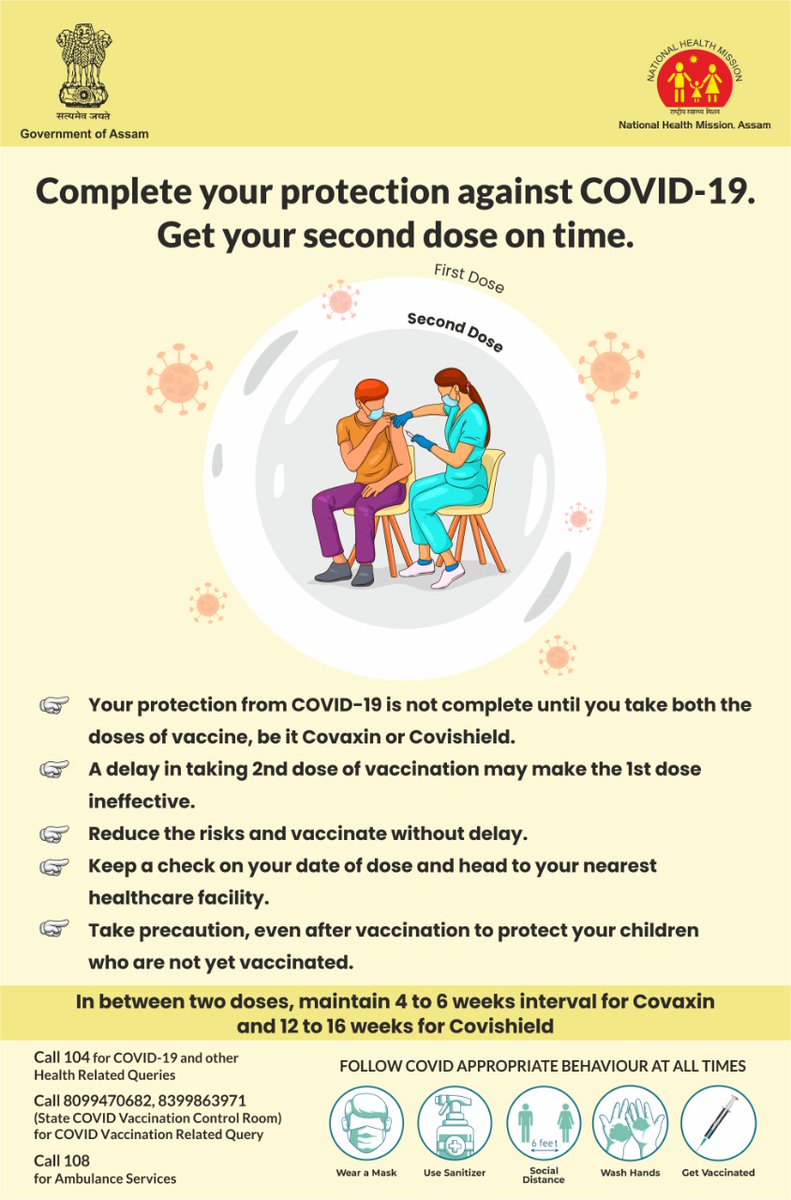 सत्यमेव जयते
Government of Assam
NATIONAL HEALTH MISSION
राष्ट्रीय स्वास्थ्य मिशन
National Health Mission, Assam
Complete your protection against COVID-19.
Get your second dose on time.
First Dose
Second Dose
Your protection from COVID-19 is not complete until you take both the
doses of vaccine, be it Covaxin or Covishield.
A delay in taking 2nd dose of vaccination may make the 1st dose
ineffective.
Reduce the risks and vaccinate without delay.
Keep a check on your date of dose and head to your nearest
healthcare facility.
Take precaution, even after vaccination to protect your children
who are not yet vaccinated.
In between two doses, maintain 4 to 6 weeks interval for Covaxin
and 12 to 16 weeks for Covishield
Call 104 for COVID-19 and other
Health Related Queries
Call 8099470682, 8399863971
(State COVID Vaccination Control Room)
for COVID Vaccination Related Query
Call 108
for Ambulance Services
FOLLOW COVID APPROPRIATE BEHAVIOUR AT ALL TIMES
6 feet
Wear a Mask
Use Sanitizer
Social
Distance
Wash Hands
Get Vaccinated